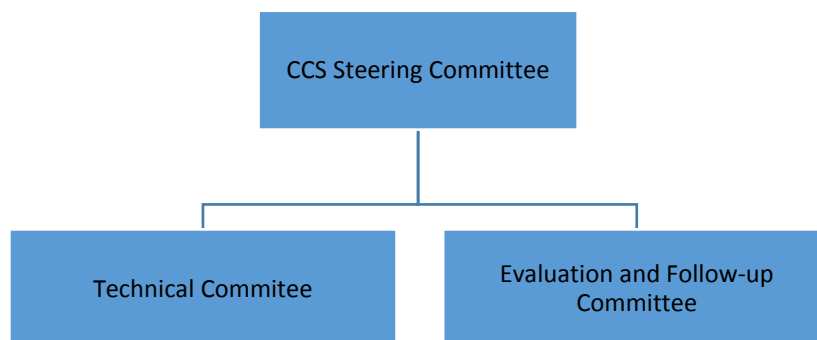 CCS Steering Committee
Technical Commitee
Evaluation and Follow-up
Committee